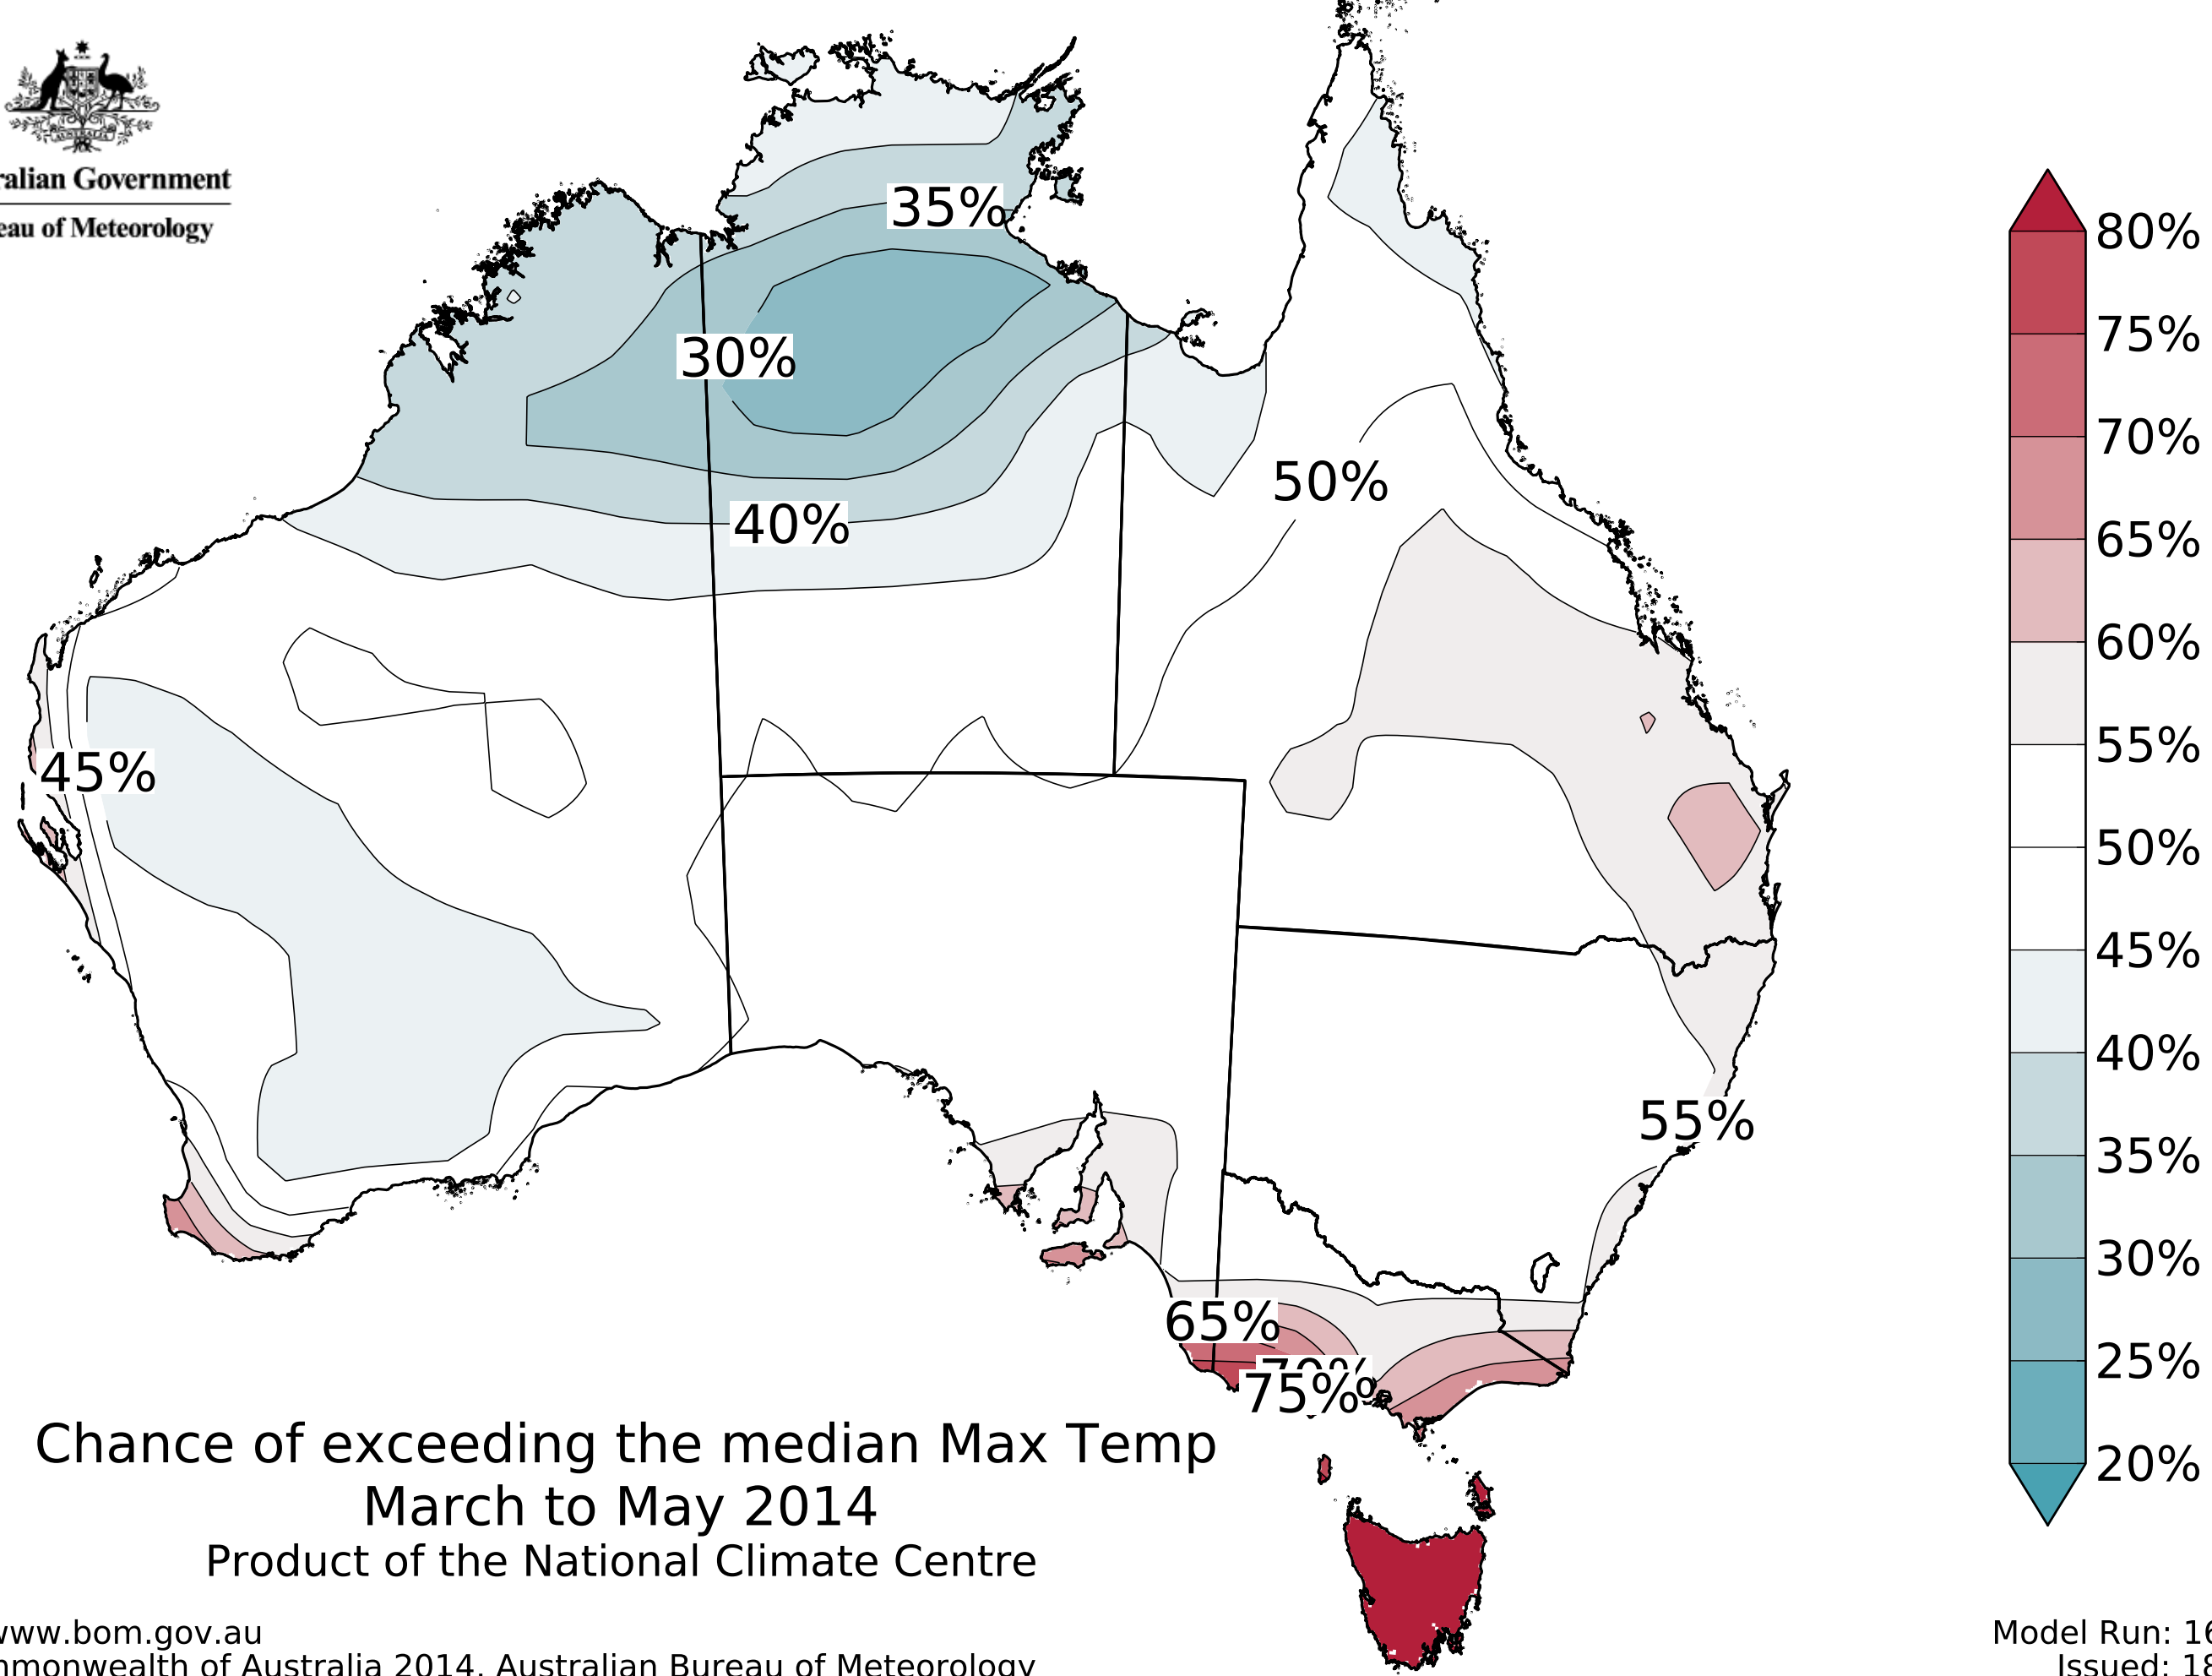 AUSTRALIA
ralian Government
eau of Meteorology
35%
30%
50%
40%
45%
55%
65%
70%
75%
80%
75%
70%
65%
60%
55%
50%
45%
40%
35%
30%
25%
20%
Chance of exceeding the median Max Temp
March to May 2014
Product of the National Climate Centre
www.bom.gov.au
mmonwealth of Australia 2014, Australian Bureau of Meteorology
Model Run: 16
Issued: 18